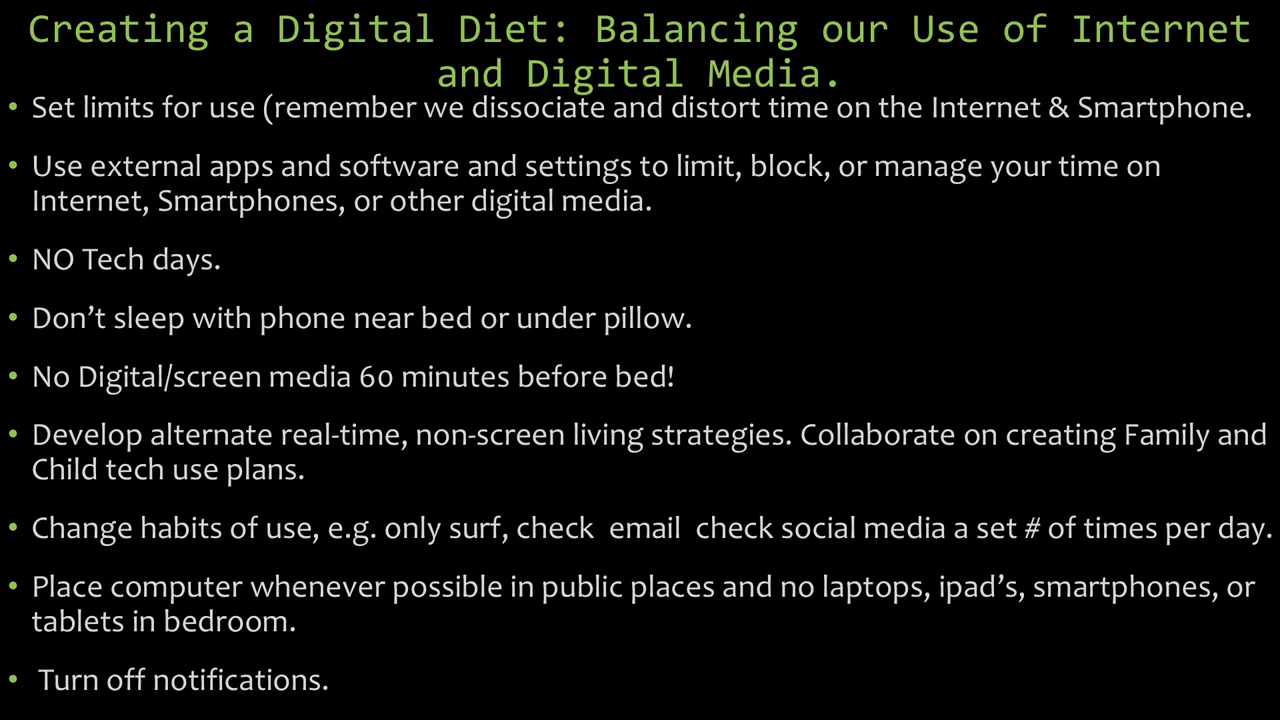 Creating a Digital Diet: Balancing our Use of Internet
and Digital Media.
• Set limits for use (remember we dissociate and distort time on the Internet & Smartphone.
• Use external apps and software and settings to limit, block, or manage your time on
Internet, Smartphones, or other digital media.
• NO Tech days.
• Don’t sleep with phone near bed or under pillow.
• No Digital/screen media 60 minutes before bed!
• Develop alternate real-time, non-screen living strategies. Collaborate on creating Family and
Child tech use plans.
• Change habits of use, e.g. only surf, check  email  check social media a set # of times per day.
• Place computer whenever possible in public places and no laptops, ipad’s, smartphones, or
tablets in bedroom.
• Turn off notifications.